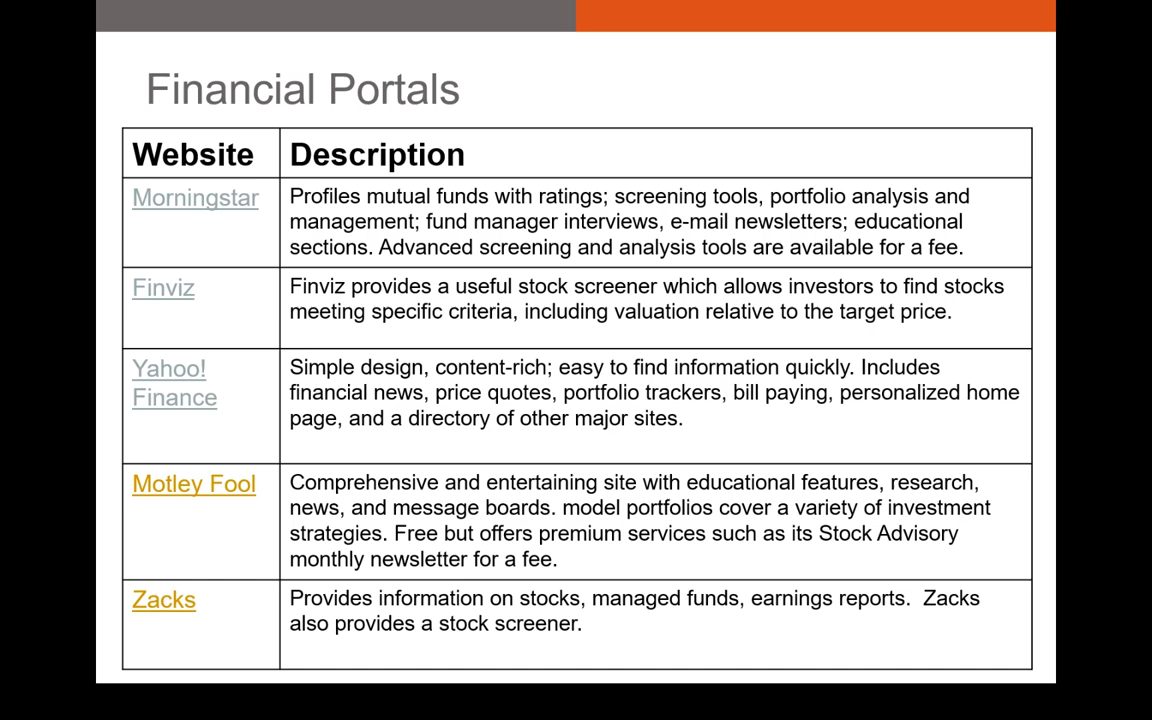 Financial Portals
Website
Description
Morningstar
Profiles mutual funds with ratings; screening tools, portfolio analysis and
management; fund manager interviews, e-mail newsletters; educational
sections. Advanced screening and analysis tools are available for a fee.
Finviz
Finviz provides a useful stock screener which allows investors to find stocks
meeting specific criteria, including valuation relative to the target price.
Yahoo!
Finance
Simple design, content-rich; easy to find information quickly. Includes
financial news, price quotes, portfolio trackers, bill paying, personalized home
page, and a directory of other major sites.
Motley Fool
Comprehensive and entertaining site with educational features, research,
news, and message boards. model portfolios cover a variety of investment
strategies. Free but offers premium services such as its Stock Advisory
monthly newsletter for a fee.
Zacks
Provides information on stocks, managed funds, earnings reports.  Zacks
also provides a stock screener.